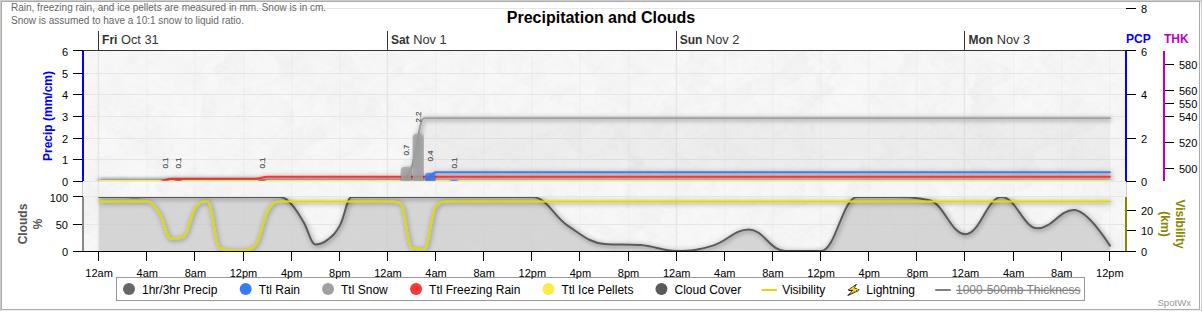 Rain, freezing rain, and ice pellets are measured in mm. Snow is in cm.
Snow is assumed to have a 10:1 snow to liquid ratio.
Precipitation and Clouds
8
Fri Oct 31
Sat Nov 1
Sun Nov 2
Mon Nov 3
PCP
THK
6
5
4
3
2
1
0
Precip (mm/cm)
0.1
0.1
0.1
0.7
2.2
0.4
0.1
6
4
2
0
580
560
550
540
520
500
100
50
0
Clouds
%
20
10
0
Visibility
(km)
12am 4am 8am 12pm 4am 8pm 12am 4am 8am 12pm 4pm 8pm 12am 4am 8am 12pm 4pm 8pm 12am 4am 8am 12pm
1hr/3hr Precip Ttl Rain Ttl Snow Ttl Freezing Rain Ttl Ice Pellets Cloud Cover Visibility Lightning 1000-500mb Thickness
SpotWx